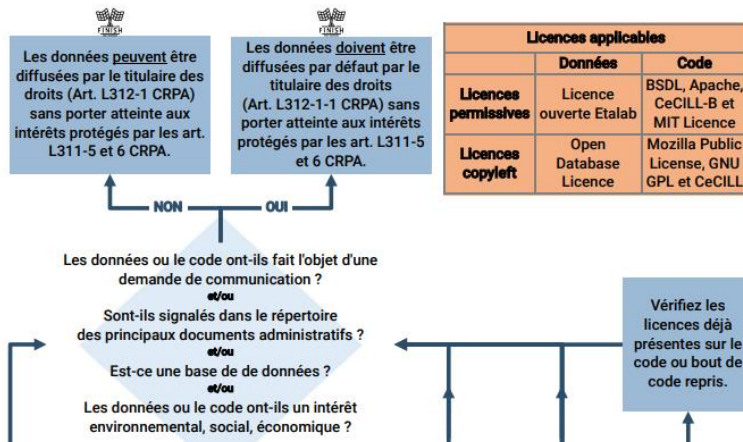 FINISH
Les données peuvent être
diffusées par le titulaire des
droits (Art. L312-1 CRPA)
sans porter atteinte aux
intérêts protégés par les art.
L311-5 et 6 CRPA.
FINISH
Les données doivent être
diffusées par défaut par le
titulaire des droits
(Art. L312-1-1 CRPA) sans
porter atteinte aux intérêts
protégés par les art. L311-5
et 6 CRPA.
Licences applicables
Données
Code
Licences
permissives
Licence
ouverte Etalab
BSDL, Apache,
CeCILL-B et
MIT Licence
Licences
copyleft
Open
Database
Licence
Mozilla Public
License, GNU
GPL et CeCILL
NON
OUI
Les données ou le code ont-ils fait l'objet d'une
demande de communication ?
et/ou
Sont-ils signalés dans le répertoire
des principaux documents administratifs ?
et/ou
Est-ce une base de de données ?
et/ou
Les données ou le code ont-ils un intérêt
environnemental, social, économique ?
Vérifiez les
licences déjà
présentes sur le
code ou bout de
code repris.